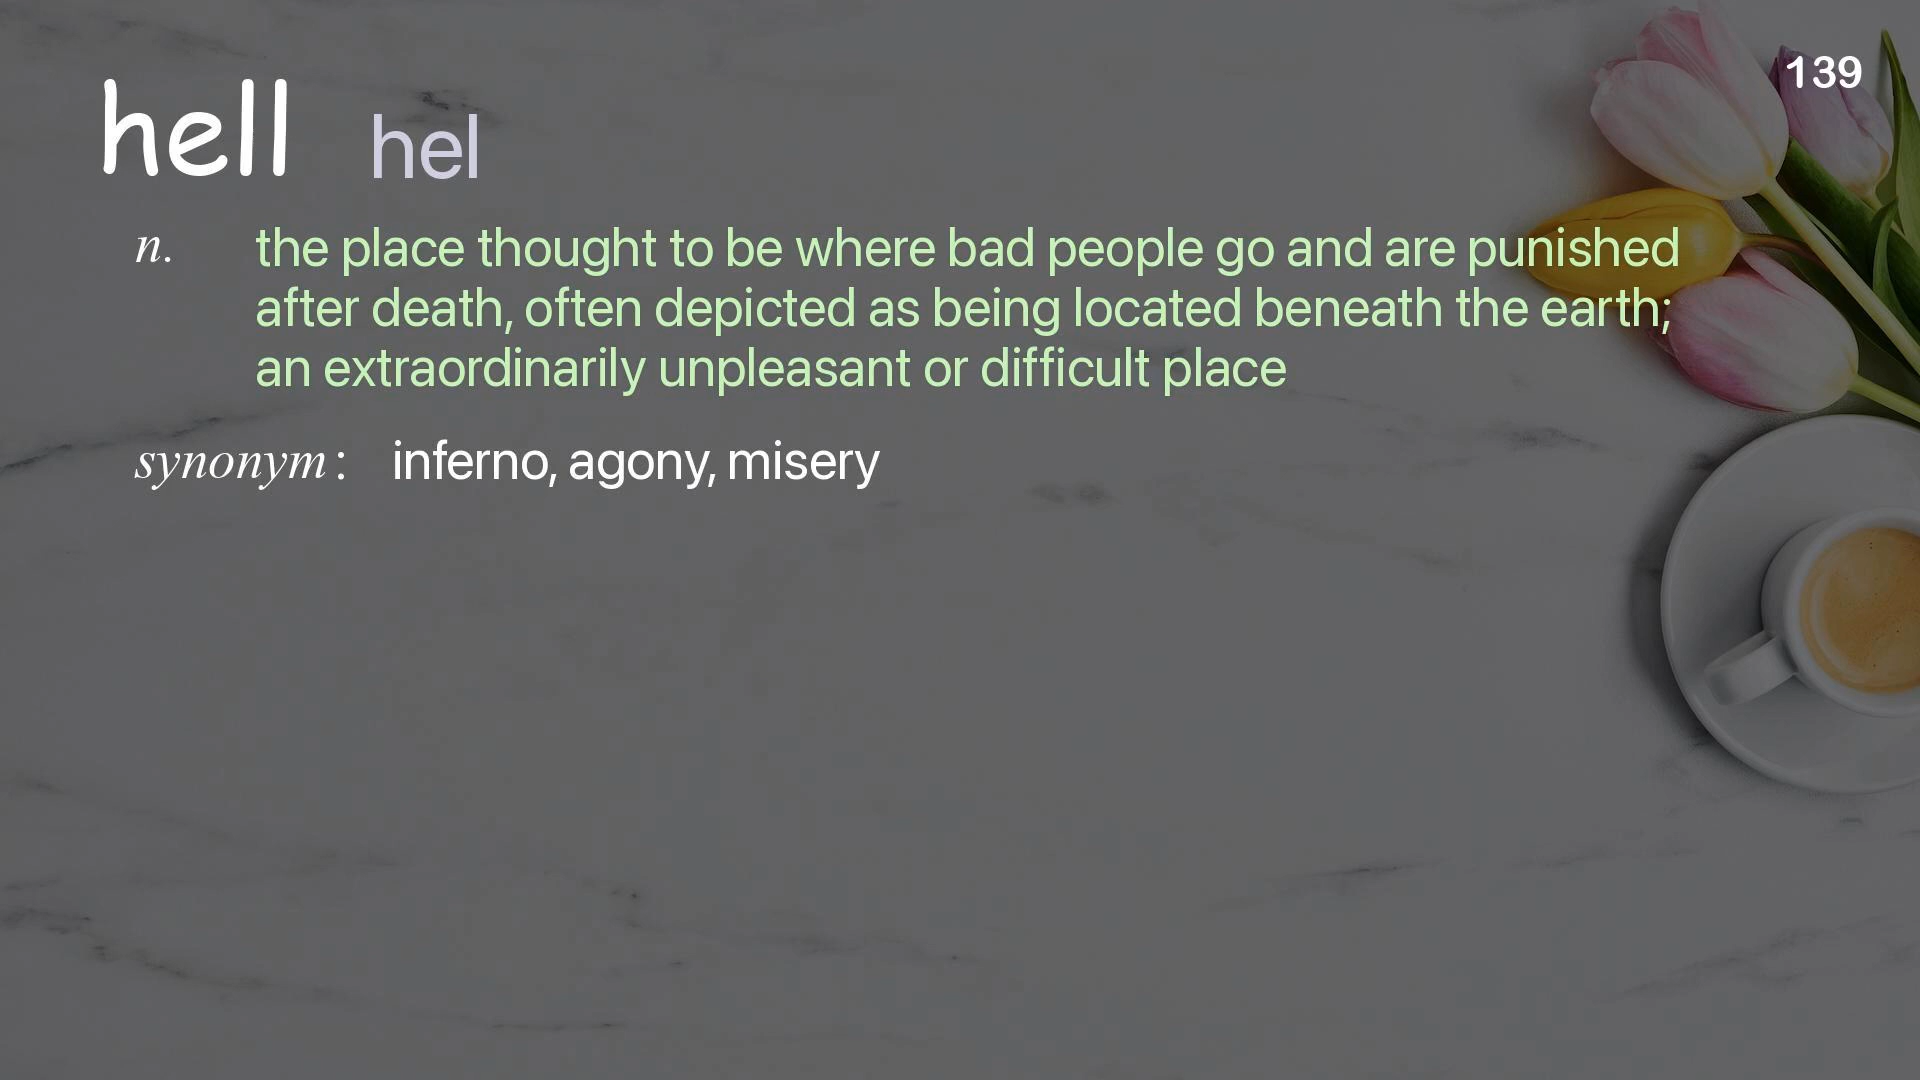 139
hell hel
n. the place thought to be where bad people go and are punished
after death, often depicted as being located beneath the earth;
an extraordinarily unpleasant or difficult place
synonym: inferno, agony, misery